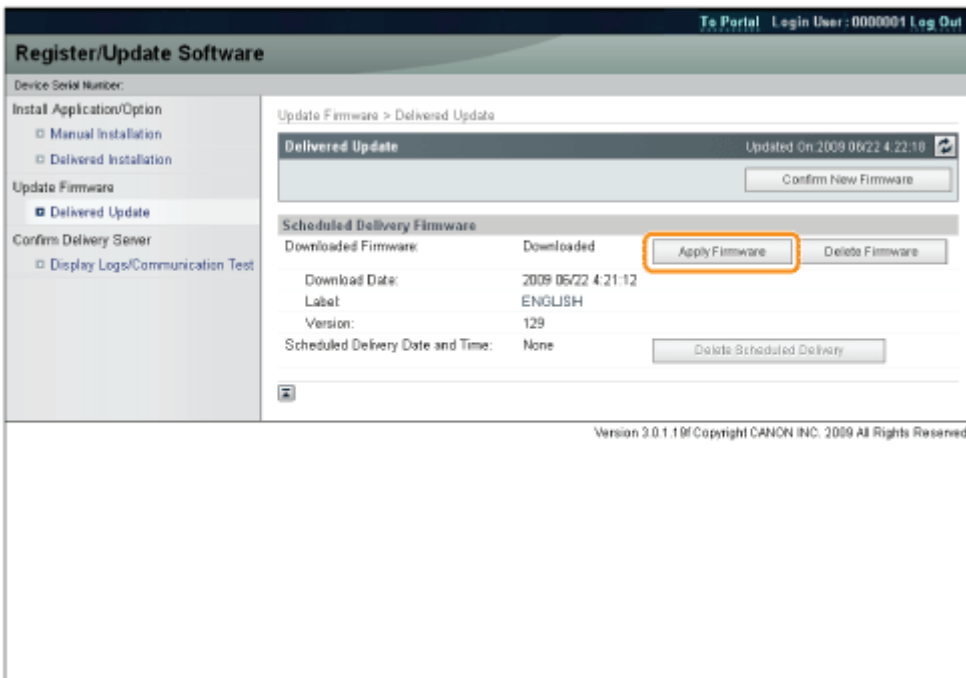 To Portal Login User : 0000001 Log Out
Register/Update Software
Device Serial Number:
Install Application/Option
Manual Installation
Delivered Installation
Update Firmware
Delivered Update
Confirm Delivery Server
Display Logs/Communication Test
Update Firmware > Delivered Update
Delivered Update Updated On:2009 06/22 4:22:18
Confirm New Firmware
Scheduled Delivery Firmware
Downloaded Firmware: Downloaded Apply Firmware Delete Firmware
Download Date: 2009 06/22 4:21:12
Label: ENGLISH
Version: 129
Scheduled Delivery Date and Time: None Delete Scheduled Delivery
Version 3.0.1.19f Copyright CANON INC. 2009 All Rights Reserved